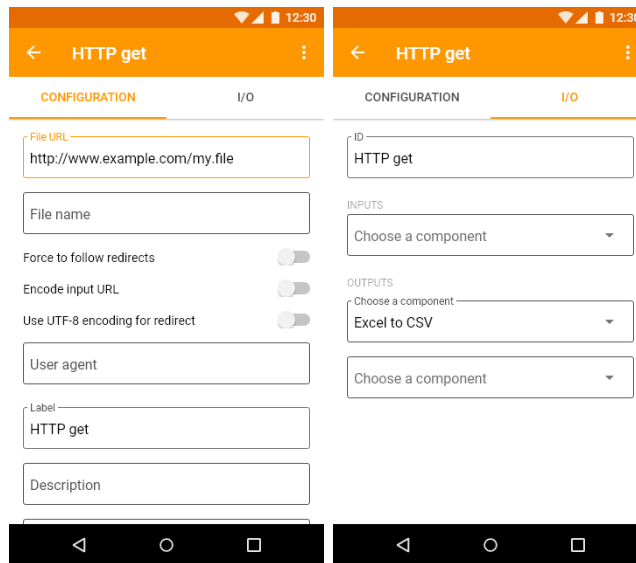 12:30
HTTP get
CONFIGURATION
I/O
File URL
http://www.example.com/my.file
File name
Force to follow redirects
Encode input URL
Use UTF-8 encoding for redirect
User agent
Label
HTTP get
Description
12:30
HTTP get
CONFIGURATION
I/O
ID
HTTP get
INPUTS
Choose a component
OUTPUTS
Choose a component
Excel to CSV
Choose a component